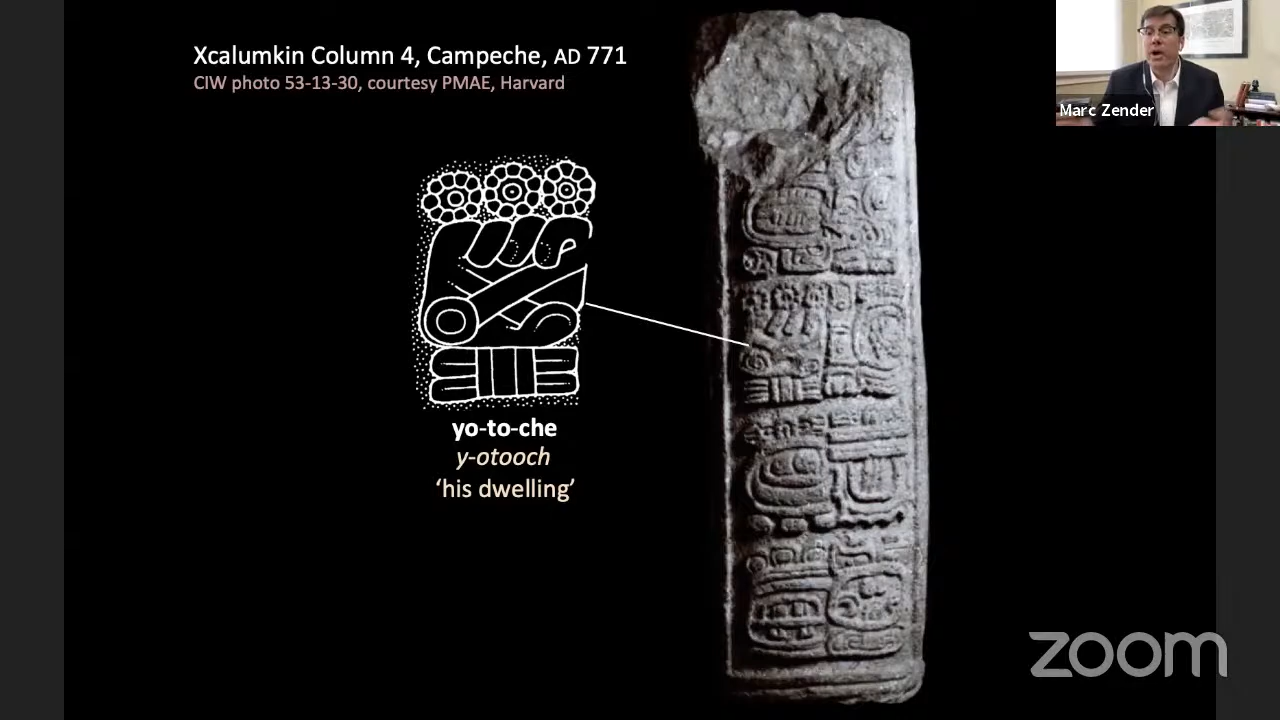 Xcalumkin Column 4, Campeche, AD 771
CIW photo 53-13-30, courtesy PMAE, Harvard
Marc Zender
yo-to-che
y-otooch
‘his dwelling’
zoom